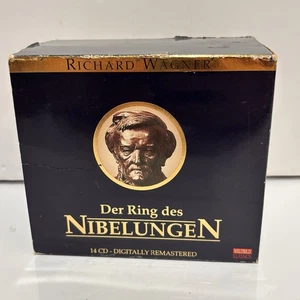 RICHARD WAGNER
Der Ring des
NIBELUNGEN
14 CD - DIGITALLY REMASTERED